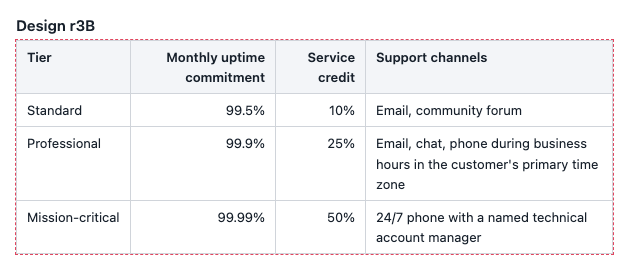 Design r3B
Tier
Monthly uptime
commitment
Service
credit
Support channels
Standard
99.5%
10%
Email, community forum
Professional
99.9%
25%
Email, chat, phone during business
hours in the customer's primary time
zone
Mission-critical
99.99%
50%
24/7 phone with a named technical
account manager